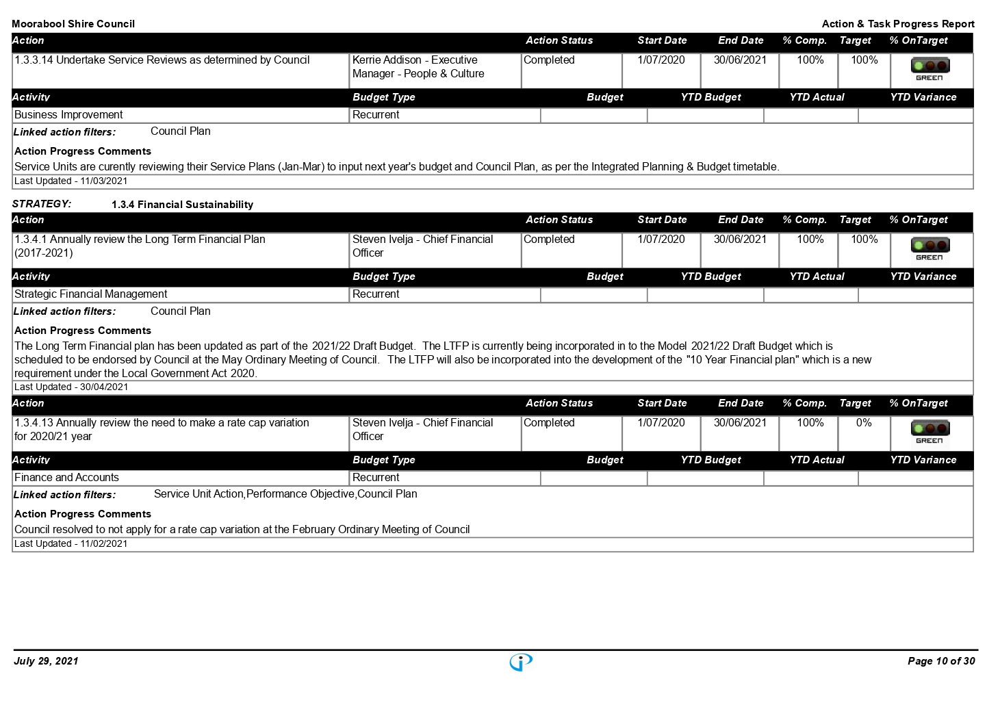 Moorabool Shire Council Action & Task Progress Report
Action Action Status Start Date End Date % Comp. Target % OnTarget
1.3.3.14 Undertake Service Reviews as determined by Council Kerrie Addison - Executive Completed 1/07/2020 30/06/2021 100% 100%
Manager - People & Culture GREEN
Activity Budget Type Budget YTD Budget YTD Actual YTD Variance
Business Improvement Recurrent
Linked action filters: Council Plan
Action Progress Comments
Service Units are curently reviewing their Service Plans (Jan-Mar) to input next year's budget and Council Plan, as per the Integrated Planning & Budget timetable.
Last Updated - 11/03/2021
STRATEGY: 1.3.4 Financial Sustainability
Action Action Status Start Date End Date % Comp. Target % OnTarget
1.3.4.1 Annually review the Long Term Financial Plan Steven Ivelja - Chief Financial Completed 1/07/2020 30/06/2021 100% 100%
(2017-2021) Officer GREEN
Activity Budget Type Budget YTD Budget YTD Actual YTD Variance
Strategic Financial Management Recurrent
Linked action filters: Council Plan
Action Progress Comments
The Long Term Financial plan has been updated as part of the 2021/22 Draft Budget. The LTFP is currently being incorporated in to the Model 2021/22 Draft Budget which is
scheduled to be endorsed by Council at the May Ordinary Meeting of Council. The LTFP will also be incorporated into the development of the "10 Year Financial plan" which is a new
requirement under the Local Government Act 2020.
Last Updated - 30/04/2021
Action Action Status Start Date End Date % Comp. Target % OnTarget
1.3.4.13 Annually review the need to make a rate cap variation Steven Ivelja - Chief Financial Completed 1/07/2020 30/06/2021 100% 0%
for 2020/21 year Officer GREEN
Activity Budget Type Budget YTD Budget YTD Actual YTD Variance
Finance and Accounts Recurrent
Linked action filters: Service Unit Action,Performance Objective,Council Plan
Action Progress Comments
Council resolved to not apply for a rate cap variation at the February Ordinary Meeting of Council
Last Updated - 11/02/2021
July 29, 2021 Page 10 of 30